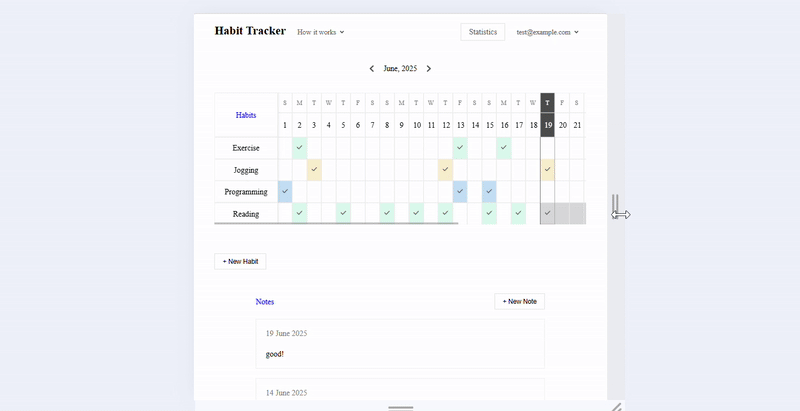 Habit Tracker How it works Statistics test@example.com
June, 2025
Habits S M T W T F S S M T W T F S S M T W T F S
1 2 3 4 5 6 7 8 9 10 11 12 13 14 15 16 17 18 19 20 21
Exercise
Jogging
Programming
Reading
+ New Habit
Notes + New Note
19 June 2025
good!
14 June 2025